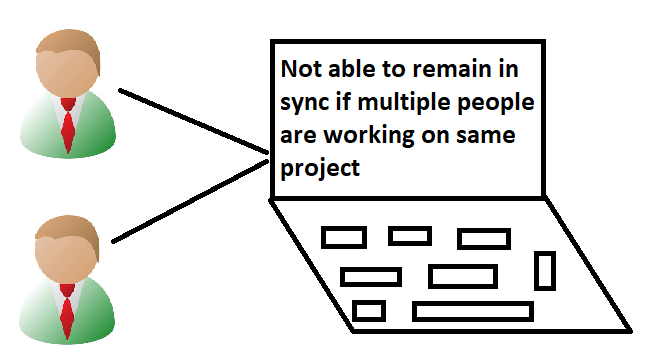 Not able to remain in
sync if multiple people
are working on same
project